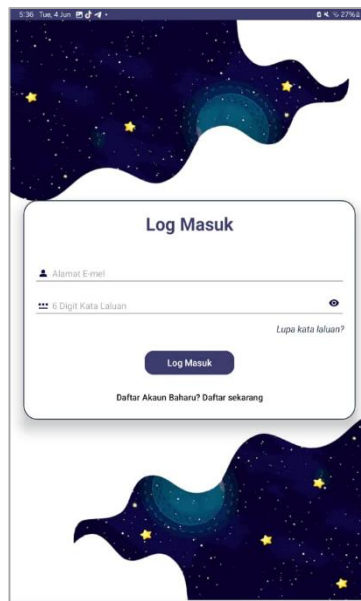 5:36 Tue, 4 Jun
27%
Log Masuk
Alamat E-mel
6 Digit Kata Laluan
Lupa kata laluan?
Log Masuk
Daftar Akaun Baharu? Daftar sekarang